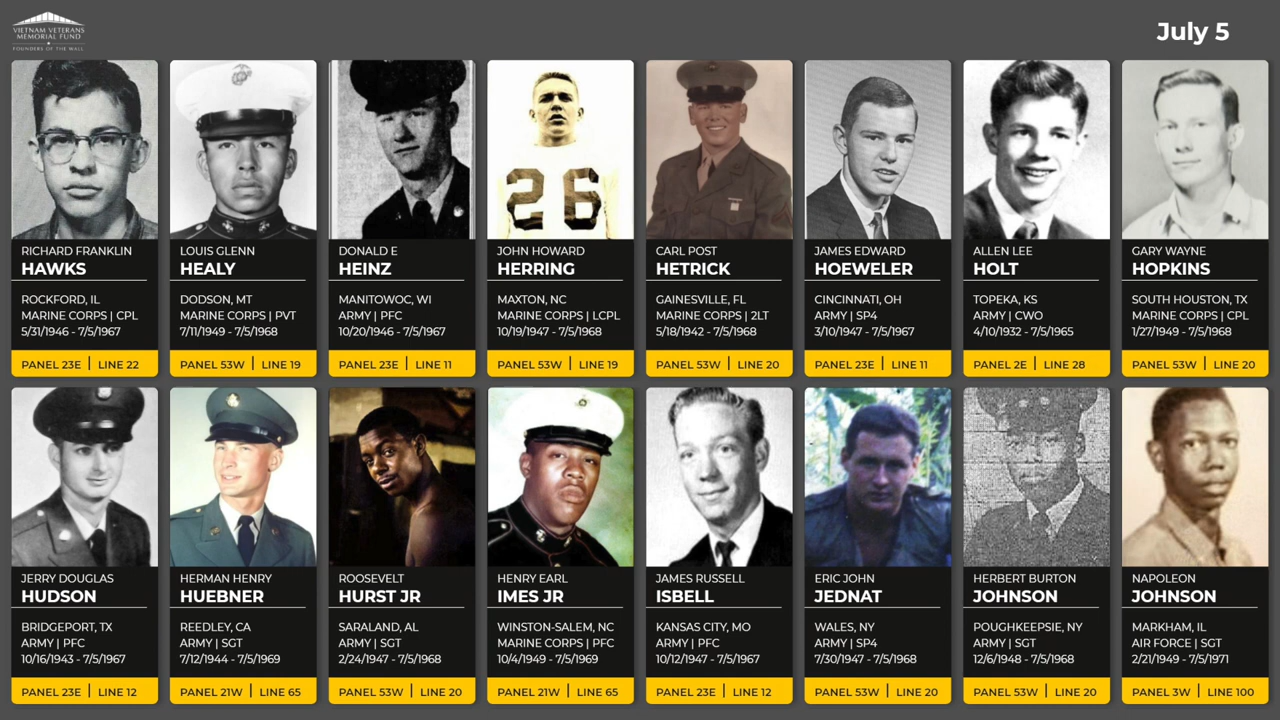 VIETNAM VETERANS
MEMORIAL FUND
FOUNDERS OF THE WALL
July 5
RICHARD FRANKLIN
HAWKS
ROCKFORD, IL
MARINE CORPS | CPL
5/31/1946 - 7/5/1967
PANEL 23E | LINE 22
LOUIS GLENN
HEALY
DODSON, MT
MARINE CORPS | PVT
7/11/1949 - 7/5/1968
PANEL 53W | LINE 19
DONALD E
HEINZ
MANITOWOC, WI
ARMY | PFC
10/20/1946 - 7/5/1967
PANEL 23E | LINE 11
26
JOHN HOWARD
HERRING
MAXTON, NC
MARINE CORPS | LCPL
10/19/1947 - 7/5/1968
PANEL 53W | LINE 19
CARL POST
HETRICK
GAINESVILLE, FL
MARINE CORPS | 2LT
5/18/1942 - 7/5/1968
PANEL 53W | LINE 20
JAMES EDWARD
HOEWELER
CINCINNATI, OH
ARMY | SP4
3/10/1947 - 7/5/1967
PANEL 23E | LINE 11
ALLEN LEE
HOLT
TOPEKA, KS
ARMY | CWO
4/10/1932 - 7/5/1965
PANEL 2E | LINE 28
GARY WAYNE
HOPKINS
SOUTH HOUSTON, TX
MARINE CORPS | CPL
1/27/1949 - 7/5/1968
PANEL 53W | LINE 20
JERRY DOUGLAS
HUDSON
BRIDGEPORT, TX
ARMY | PFC
10/16/1943 - 7/5/1967
PANEL 23E | LINE 12
HERMAN HENRY
HUEBNER
REEDLEY, CA
ARMY | SGT
7/12/1944 - 7/5/1969
PANEL 21W | LINE 65
ROOSEVELT
HURST JR
SARALAND, AL
ARMY | SGT
2/24/1947 - 7/5/1968
PANEL 53W | LINE 20
HENRY EARL
IMES JR
WINSTON-SALEM, NC
MARINE CORPS | PFC
10/4/1949 - 7/5/1969
PANEL 21W | LINE 65
JAMES RUSSELL
ISBELL
KANSAS CITY, MO
ARMY | PFC
10/12/1947 - 7/5/1967
PANEL 23E | LINE 12
ERIC JOHN
JEDNAT
WALES, NY
ARMY | SP4
7/30/1947 - 7/5/1968
PANEL 53W | LINE 20
HERBERT BURTON
JOHNSON
POUGHKEEPSIE, NY
ARMY | SGT
12/6/1948 - 7/5/1968
PANEL 53W | LINE 20
NAPOLEON
JOHNSON
MARKHAM, IL
AIR FORCE | SGT
2/21/1949 - 7/5/1971
PANEL 3W | LINE 100